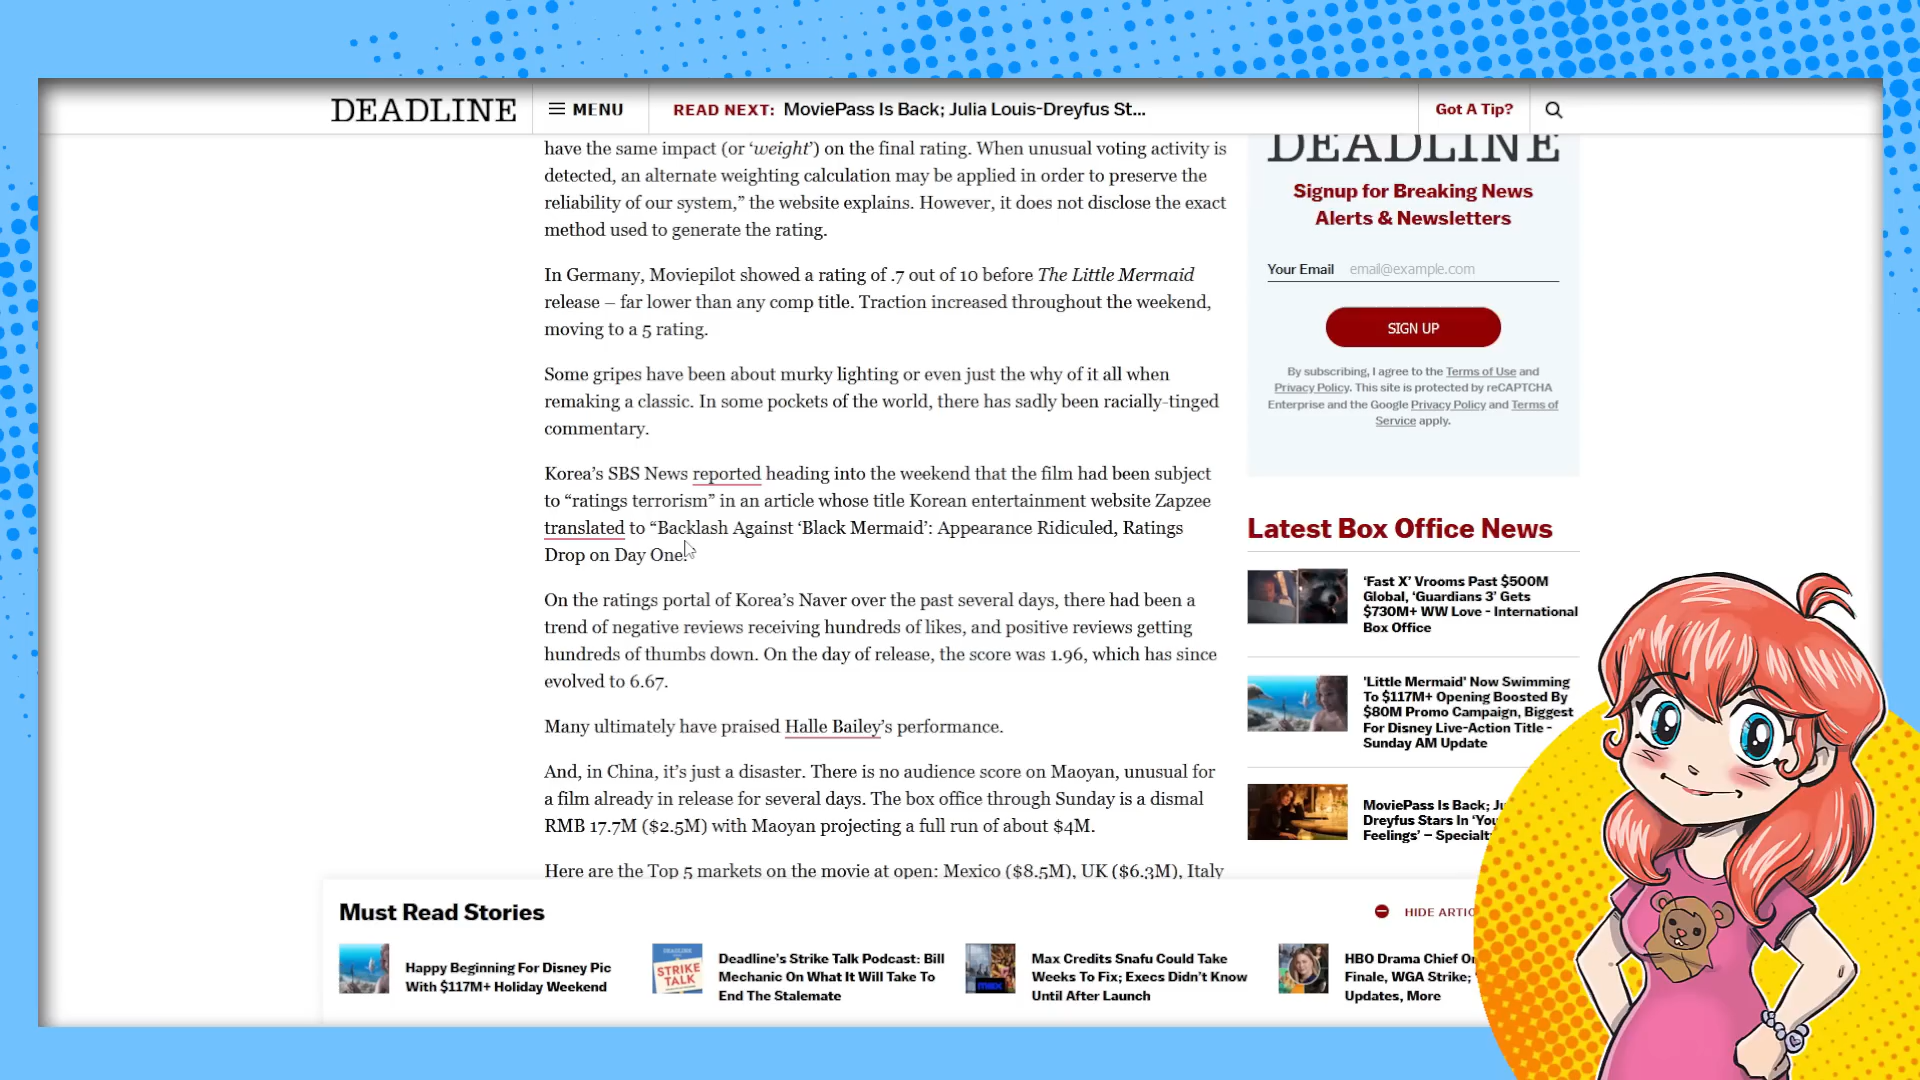 DEADLINE
MENU
READ NEXT: MoviePass Is Back; Julia Louis-Dreyfus St...
Got A Tip?
have the same impact (or ‘weight’) on the final rating. When unusual voting activity is
detected, an alternate weighting calculation may be applied in order to preserve the
reliability of our system,” the website explains. However, it does not disclose the exact
method used to generate the rating.
In Germany, Moviepilot showed a rating of .7 out of 10 before The Little Mermaid
release – far lower than any comp title. Traction increased throughout the weekend,
moving to a 5 rating.
Some gripes have been about murky lighting or even just the why of it all when
remaking a classic. In some pockets of the world, there has sadly been racially-tinged
commentary.
Korea’s SBS News reported heading into the weekend that the film had been subject
to “ratings terrorism” in an article whose title Korean entertainment website Zapzee
translated to “Backlash Against ‘Black Mermaid’: Appearance Ridiculed, Ratings
Drop on Day One.
On the ratings portal of Korea’s Naver over the past several days, there had been a
trend of negative reviews receiving hundreds of likes, and positive reviews getting
hundreds of thumbs down. On the day of release, the score was 1.96, which has since
evolved to 6.67.
Many ultimately have praised Halle Bailey’s performance.
And, in China, it’s just a disaster. There is no audience score on Maoyan, unusual for
a film already in release for several days. The box office through Sunday is a dismal
RMB 17.7M ($2.5M) with Maoyan projecting a full run of about $4M.
Here are the Top 5 markets on the movie at open: Mexico ($8.5M), UK ($6.3M), Italy
DEADLINE
Signup for Breaking News
Alerts & Newsletters
Your Email email@example.com
SIGN UP
By subscribing, I agree to the Terms of Use and
Privacy Policy. This site is protected by reCAPTCHA
Enterprise and the Google Privacy Policy and Terms of
Service apply.
Latest Box Office News
‘Fast X’ Vrooms Past $500M
Global, ‘Guardians 3’ Gets
$730M+ WW Love - International
Box Office
'Little Mermaid' Now Swimming
To $117M+ Opening Boosted By
$80M Promo Campaign, Biggest
For Disney Live-Action Title -
Sunday AM Update
MoviePass Is Back;
Dreyfus Stars In ‘You
Feelings’ –
Must Read Stories
HIDE
Happy Beginning For Disney Pic
With $117M+ Holiday Weekend
DEADLINE
STRIKE
TALK
Deadline’s Strike Talk Podcast: Bill
Mechanic On What It Will Take To
End The Stalemate
max
Max Credits Snafu Could Take
Weeks To Fix; Execs Didn’t Know
Until After Launch
HBO Drama Chief
Finale, WGA Strike;
Updates, More